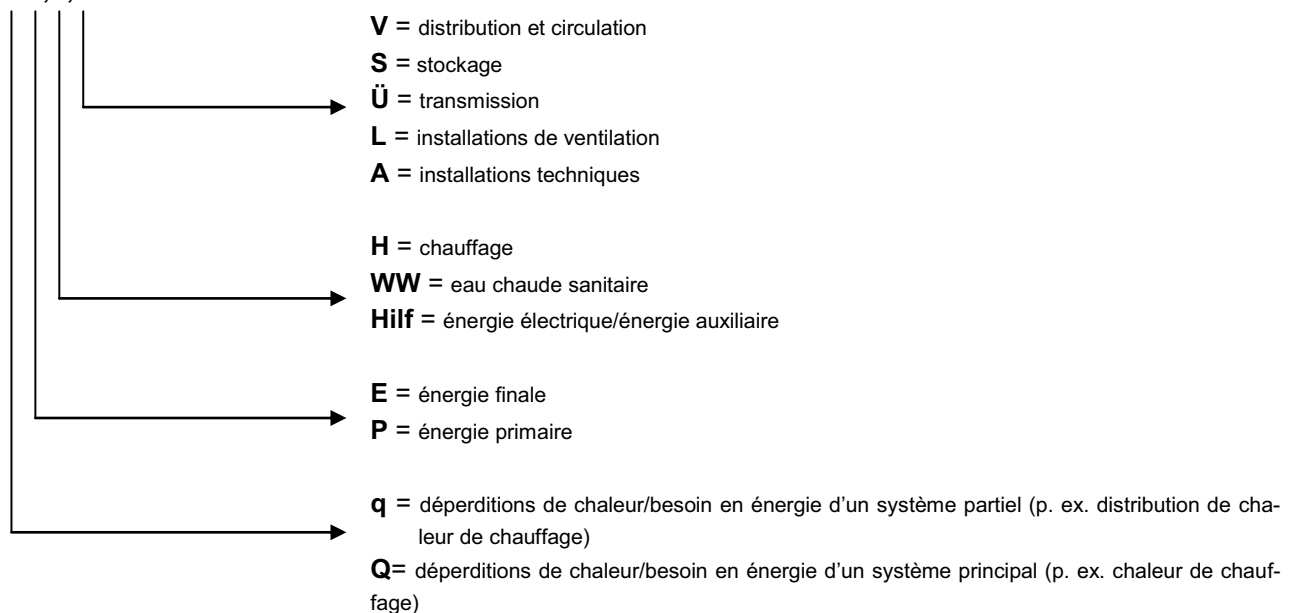 V = distribution et circulation
S = stockage
Ü = transmission
L = installations de ventilation
A = installations techniques
H = chauffage
WW = eau chaude sanitaire
Hilf = énergie électrique/énergie auxiliaire
E = énergie finale
P = énergie primaire
q = déperditions de chaleur/besoin en énergie d'un système partiel (p. ex. distribution de cha-
leur de chauffage)
Q= déperditions de chaleur/besoin en énergie d'un système principal (p. ex. chaleur de chauf-
fage)